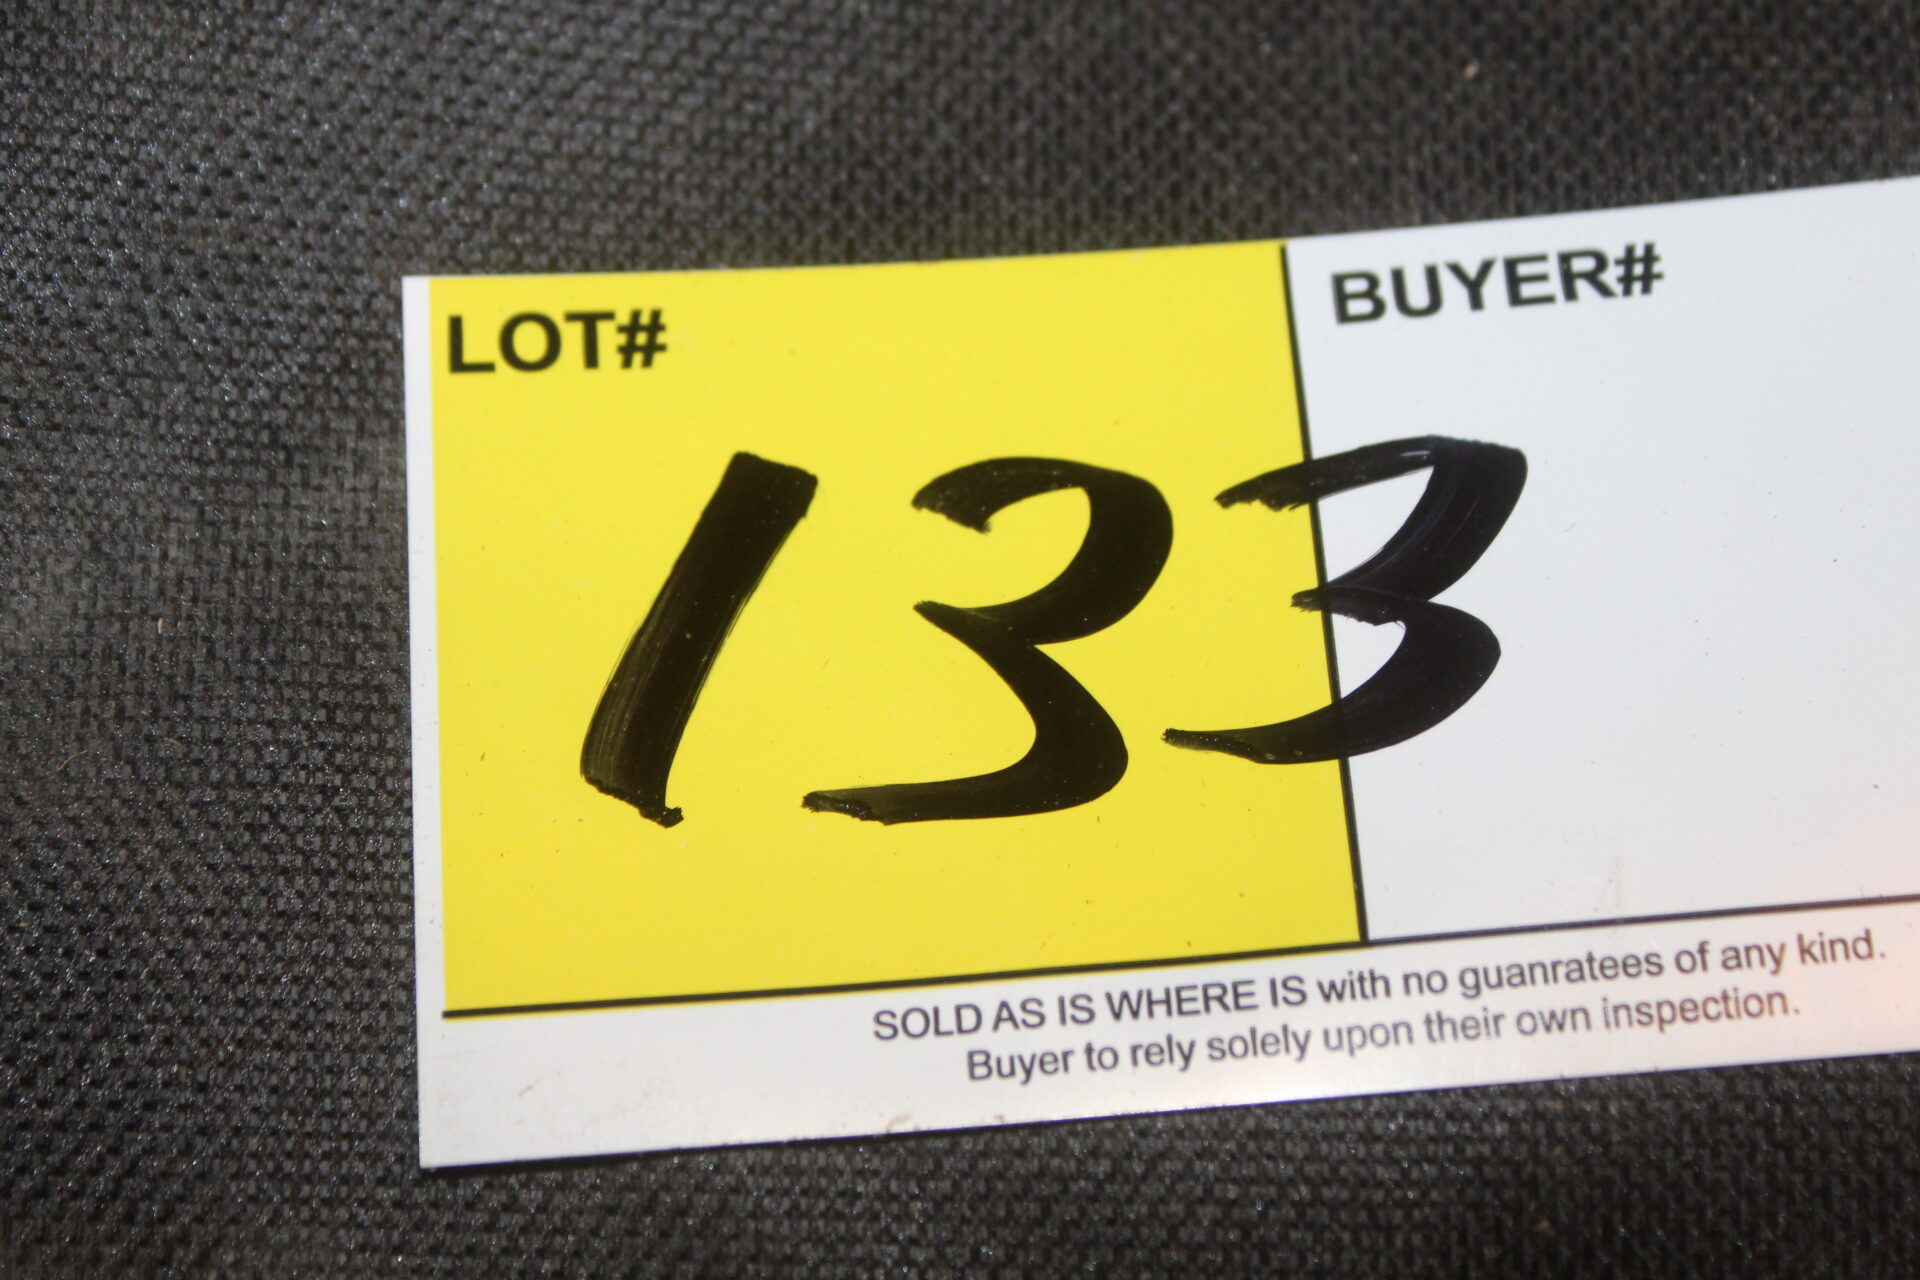 LOT#
BUYER#
133
SOLD AS IS WHERE IS with no guanratees of any kind.
Buyer to rely solely upon their own inspection.